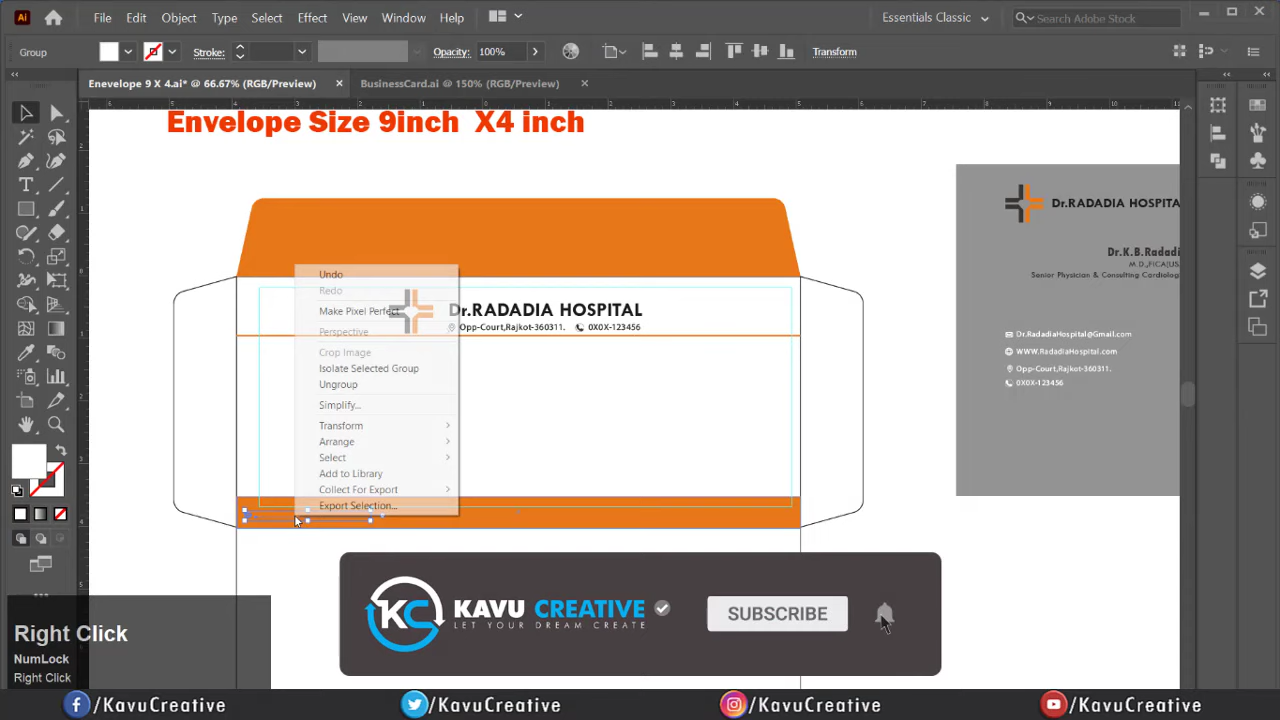 File Edit Object Type Select Effect View Window Help
Essentials Classic
Search Adobe Stock
Group
Stroke:
Opacity: 100%
Transform
Enevelope 9 X 4.ai* @ 66.67% (RGB/Preview)
BusinessCard.ai @ 150% (RGB/Preview)
Envelope Size 9inch X4 inch
Undo
Redo
Make Pixel Perfect
Perspective
Crop Image
Isolate Selected Group
Ungroup
Simplify...
Transform
Arrange
Select
Add to Library
Collect For Export
Export Selection...
Dr.RADADIA HOSPITAL
Opp-Court,Rajkot-360311. 0X0X-123456
Dr.RADADIA HOSPITA
Dr.K.B.Radadi
M D.,FICA(US
Senior Physician & Consulting Cardiolog
Dr.RadadiaHospital@Gmail.com
WWW.RadadiaHospital.com
Opp-Court,Rajkot-360311.
0X0X-123456
KC KAVU CREATIVE
LET YOUR DREAM CREATE
SUBSCRIBE
Right Click
NumLock
Right Click
/KavuCreative /KavuCreative /KavuCreative /KavuCreative